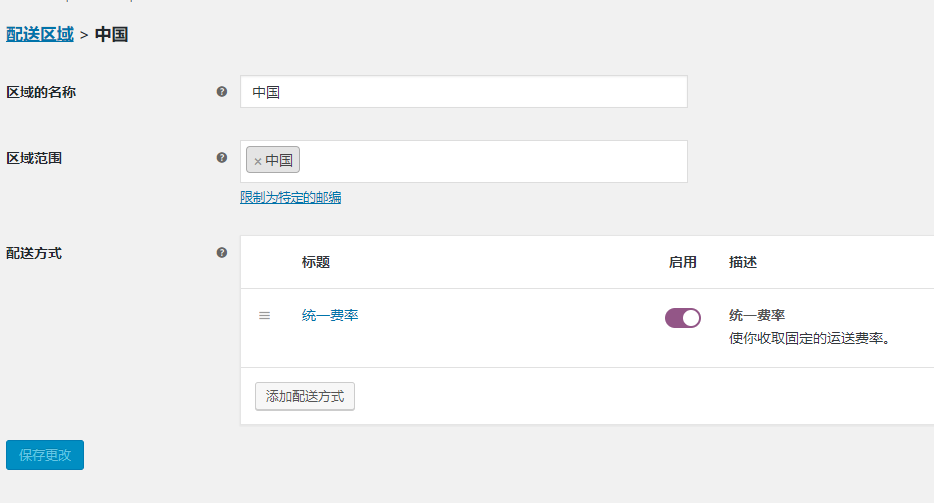 配送区域 > 中国
区域的名称
中国
区域范围
×中国
限制为特定的邮编
配送方式
标题 启用 描述
统一费率 统一费率
使你收取固定的运送费率。
添加配送方式
保存更改